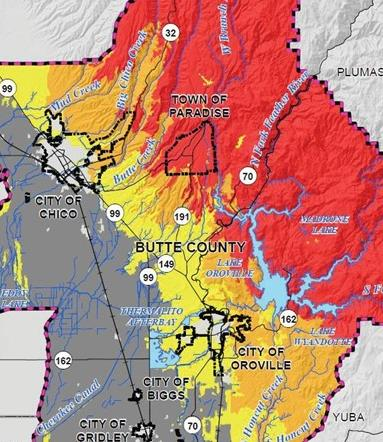 32
W Branch
99
Big Chico Creek
PLUMAS
Mud Creek
TOWN OF
PARADISE
N Fork Feather River
Butte Creek
70
CITY OF
CHICO
99
191
MADRONE
LAKE
BUTTE COUNTY
149
LAKE
OROVILLE
99
S F
LAKE
THERMALITO
AFTERBAY
162
LAKE
WYANDOTTE
162
CITY OF
OROVILLE
CITY OF
BIGGS
Cherokee Canal
Honcut Creek
Honcut Creek
CITY OF
GRIDLEY
70
YUBA